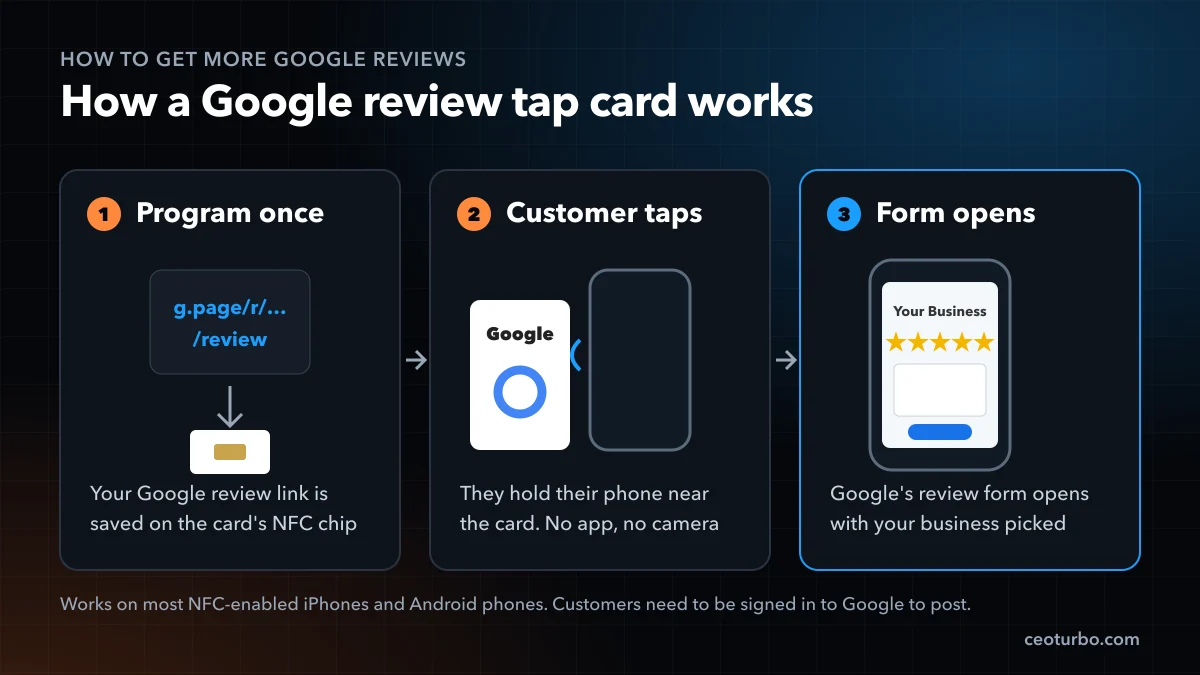 HOW TO GET MORE GOOGLE REVIEWS
How a Google review tap card works
1 Program once
g.page/r/...
/review
Your Google review link is
saved on the card's NFC chip
2 Customer taps
Google
They hold their phone near
the card. No app, no camera
3 Form opens
Your Business
Google's review form opens
with your business picked
Works on most NFC-enabled iPhones and Android phones. Customers need to be signed in to Google to post.
ceoturbo.com